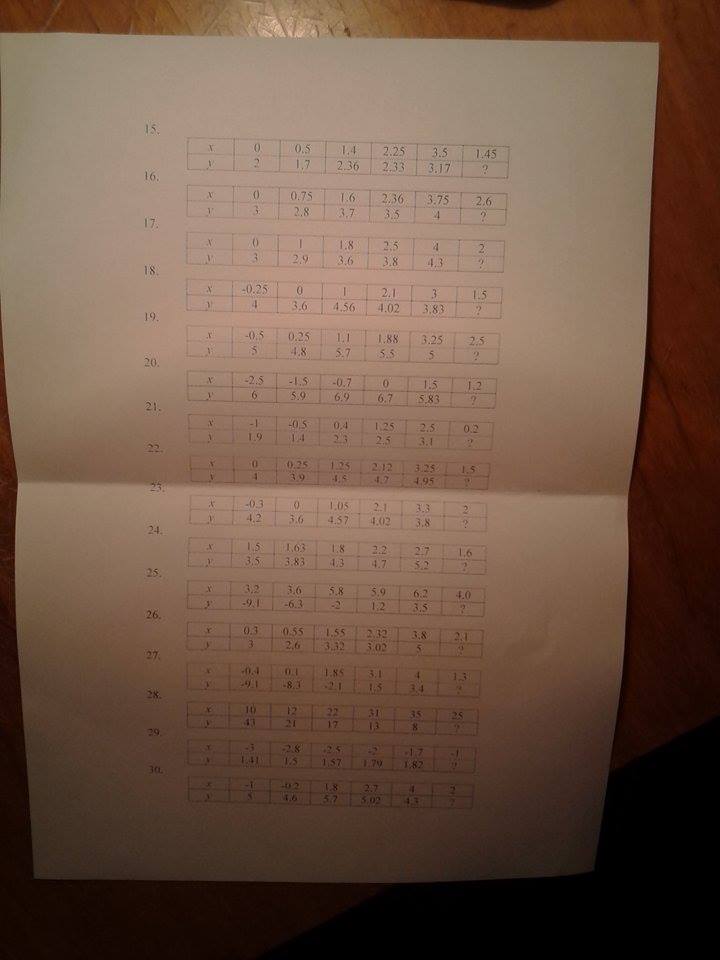 15.
x 0 0.5 1.4 2.25 3.5 1.45
y 2 1.7 2.36 2.33 3.17 ?
16.
x 0 0.75 1.6 2.36 3.75 2.6
y 3 2.8 3.7 3.5 4 ?
17.
x 0 1 1.8 2.5 4 2
y 3 2.9 3.6 3.8 4.3 ?
18.
x -0.25 0 1 2.1 3 1.5
y 4 3.6 4.56 4.02 3.83 ?
19.
x -0.5 0.25 1.1 1.88 3.25 2.5
y 5 4.8 5.7 5.5 5 ?
20.
x -2.5 -1.5 -0.7 0 1.5 1.2
y 6 5.9 6.9 6.7 5.83 ?
21.
x -1 -0.5 0.4 1.25 2.5 0.2
y 1.9 1.4 2.3 2.5 3.1 ?
22.
x 0 0.25 1.25 2.12 3.25 1.5
y 4 3.9 4.5 4.7 4.95 ?
23.
x -0.3 0 1.05 2.1 3.3 2
y 4.2 3.6 4.57 4.02 3.8 ?
24.
x 1.5 1.63 1.8 2.2 2.7 1.6
y 3.5 3.83 4.3 4.7 5.2 ?
25.
x 3.2 3.6 5.8 5.9 6.2 4.0
y -9.1 -6.3 -2 1.2 3.5 ?
26.
x 0.3 0.55 1.55 2.32 3.8 2.1
y 3 2.6 3.32 3.02 5 ?
27.
x -0.4 0.1 1.85 3.1 4 1.3
y -9.1 -8.3 -2.1 1.5 3.4 ?
28.
x 10 12 22 31 35 25
y 43 21 17 13 8 ?
29.
x -3 -2.8 -2.5 -2 -1.7 -1
y 1.41 1.5 1.57 1.79 1.82 ?
30.
x -1 -0.2 1.8 2.7 4 2
y 5 4.6 5.7 5.02 4.3 ?